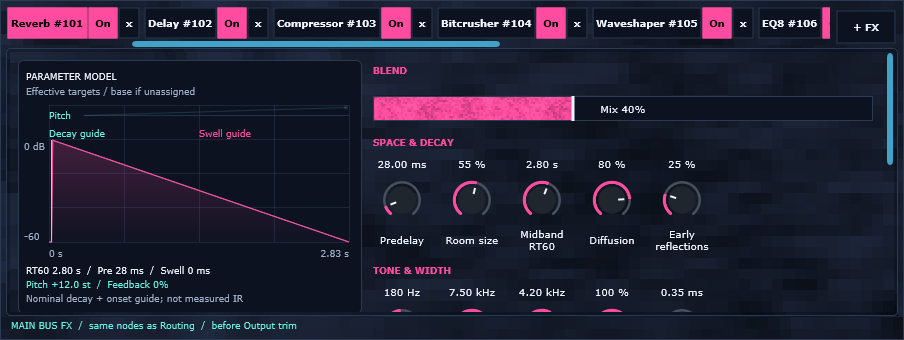 Reverb #101 On x Delay #102 On x Compressor #103 On x Bitcrusher #104 On x Waveshaper #105 On x EQ8 #106 + FX
PARAMETER MODEL
Effective targets / base if unassigned
Pitch
Decay guide Swell guide
0 dB
-60
0 s 2.83 s
RT60 2.80 s / Pre 28 ms / Swell 0 ms
Pitch +12.0 st / Feedback 0%
Nominal decay + onset guide; not measured IR
BLEND
Mix 40%
SPACE & DECAY
28.00 ms 55 % 2.80 s 80 % 25 %
Predelay Room size Midband RT60 Diffusion Early reflections
TONE & WIDTH
180 Hz 7.50 kHz 4.20 kHz 100 % 0.35 ms
MAIN BUS FX / same nodes as Routing / before Output trim